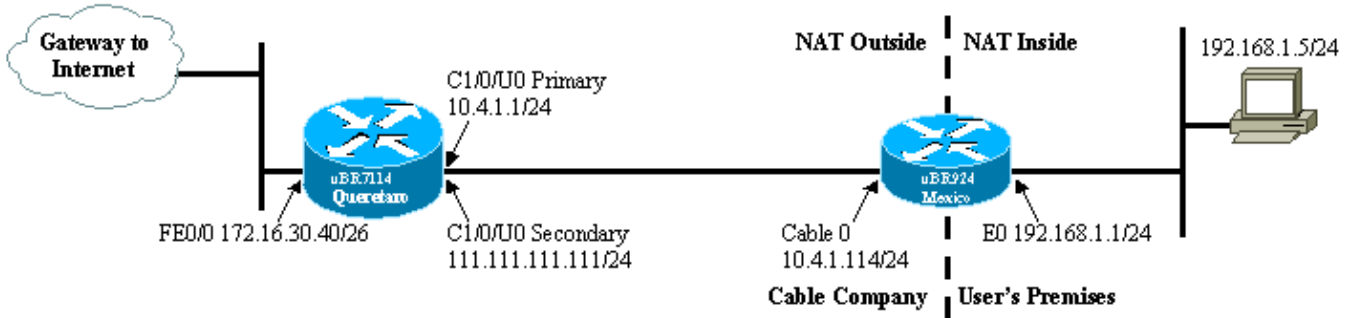 Gateway to
Internet
C1/0/U0 Primary
10.4.1.1/24
NAT Outside
NAT Inside
192.168.1.5/24
uBR7114
Queretaro
uBR924
Mexico
FE0/0 172.16.30.40/26
C1/0/U0 Secondary
111.111.111.111/24
Cable 0
10.4.1.114/24
E0 192.168.1.1/24
Cable Company
User's Premises